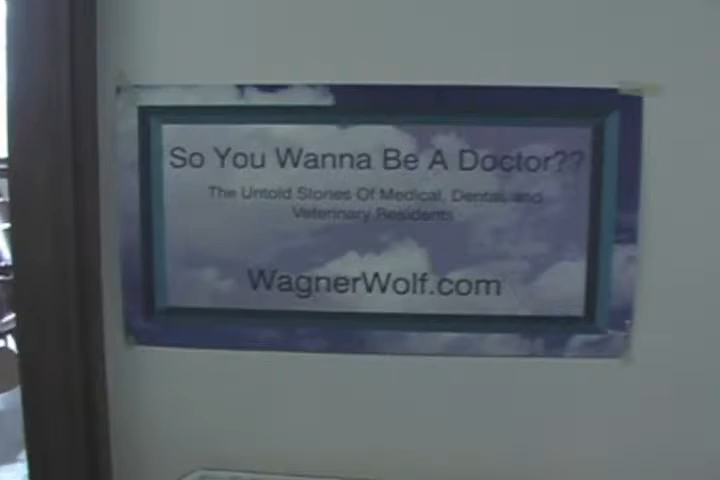 So You Wanna Be A Doctor??
The Untold Stories Of Medical, Dental, and
Veterinary Residents
WagnerWolf.com